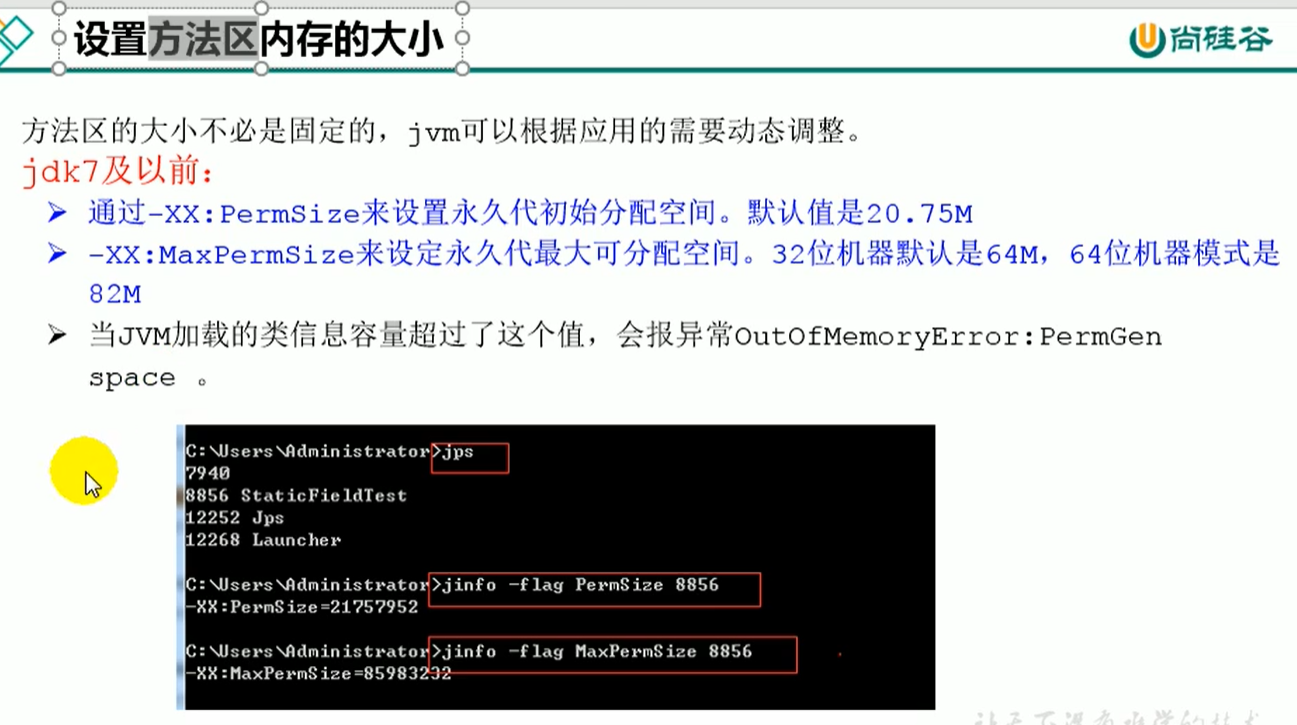 设置方法区内存的大小
尚硅谷
方法区的大小不必是固定的，jvm可以根据应用的需要动态调整。
jdk7及以前：
通过-XX:PermSize来设置永久代初始分配空间。默认值是20.75M
-XX:MaxPermSize来设定永久代最大可分配空间。32位机器默认是64M，64位机器模式是
82M
当JVM加载的类信息容量超过了这个值，会报异常OutOfMemoryError:PermGen
space 。
C:\Users\Administrator>jps
7940
8856 StaticFieldTest
12252 Jps
12268 Launcher
C:\Users\Administrator>jinfo -flag PermSize 8856
-XX:PermSize=21757952
C:\Users\Administrator>jinfo -flag MaxPermSize 8856
-XX:MaxPermSize=85983232